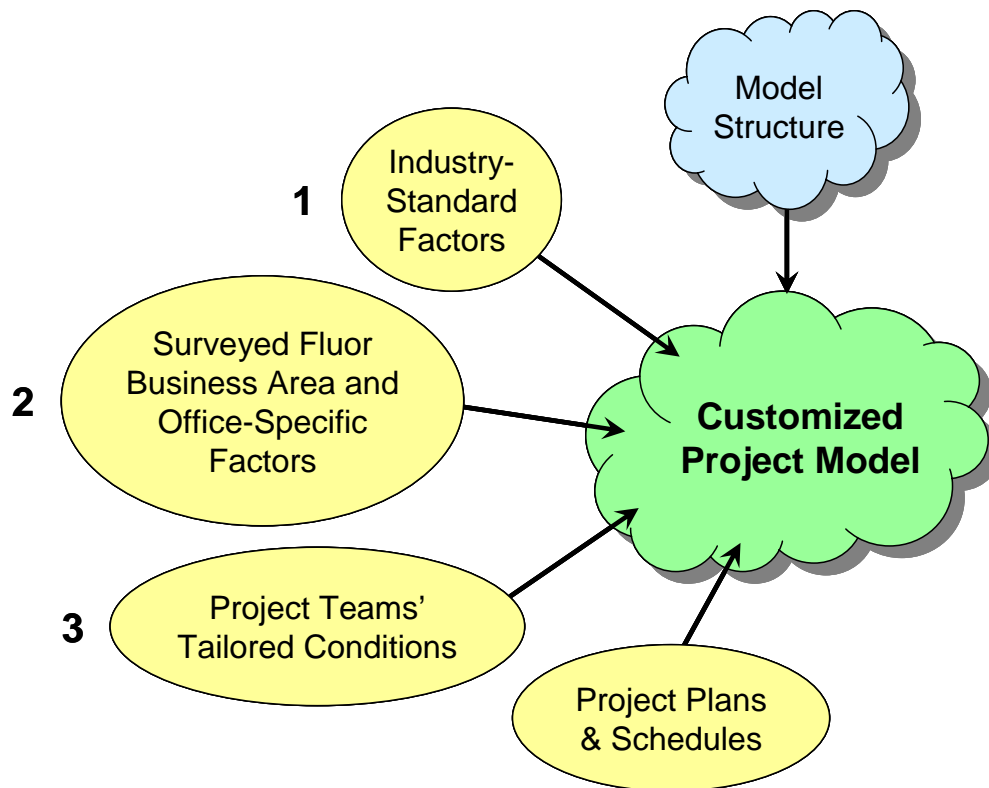 Model
Structure
1
Industry-
Standard
Factors
2
Surveyed Fluor
Business Area and
Office-Specific
Factors
Customized
Project Model
3
Project Teams’
Tailored Conditions
Project Plans
& Schedules